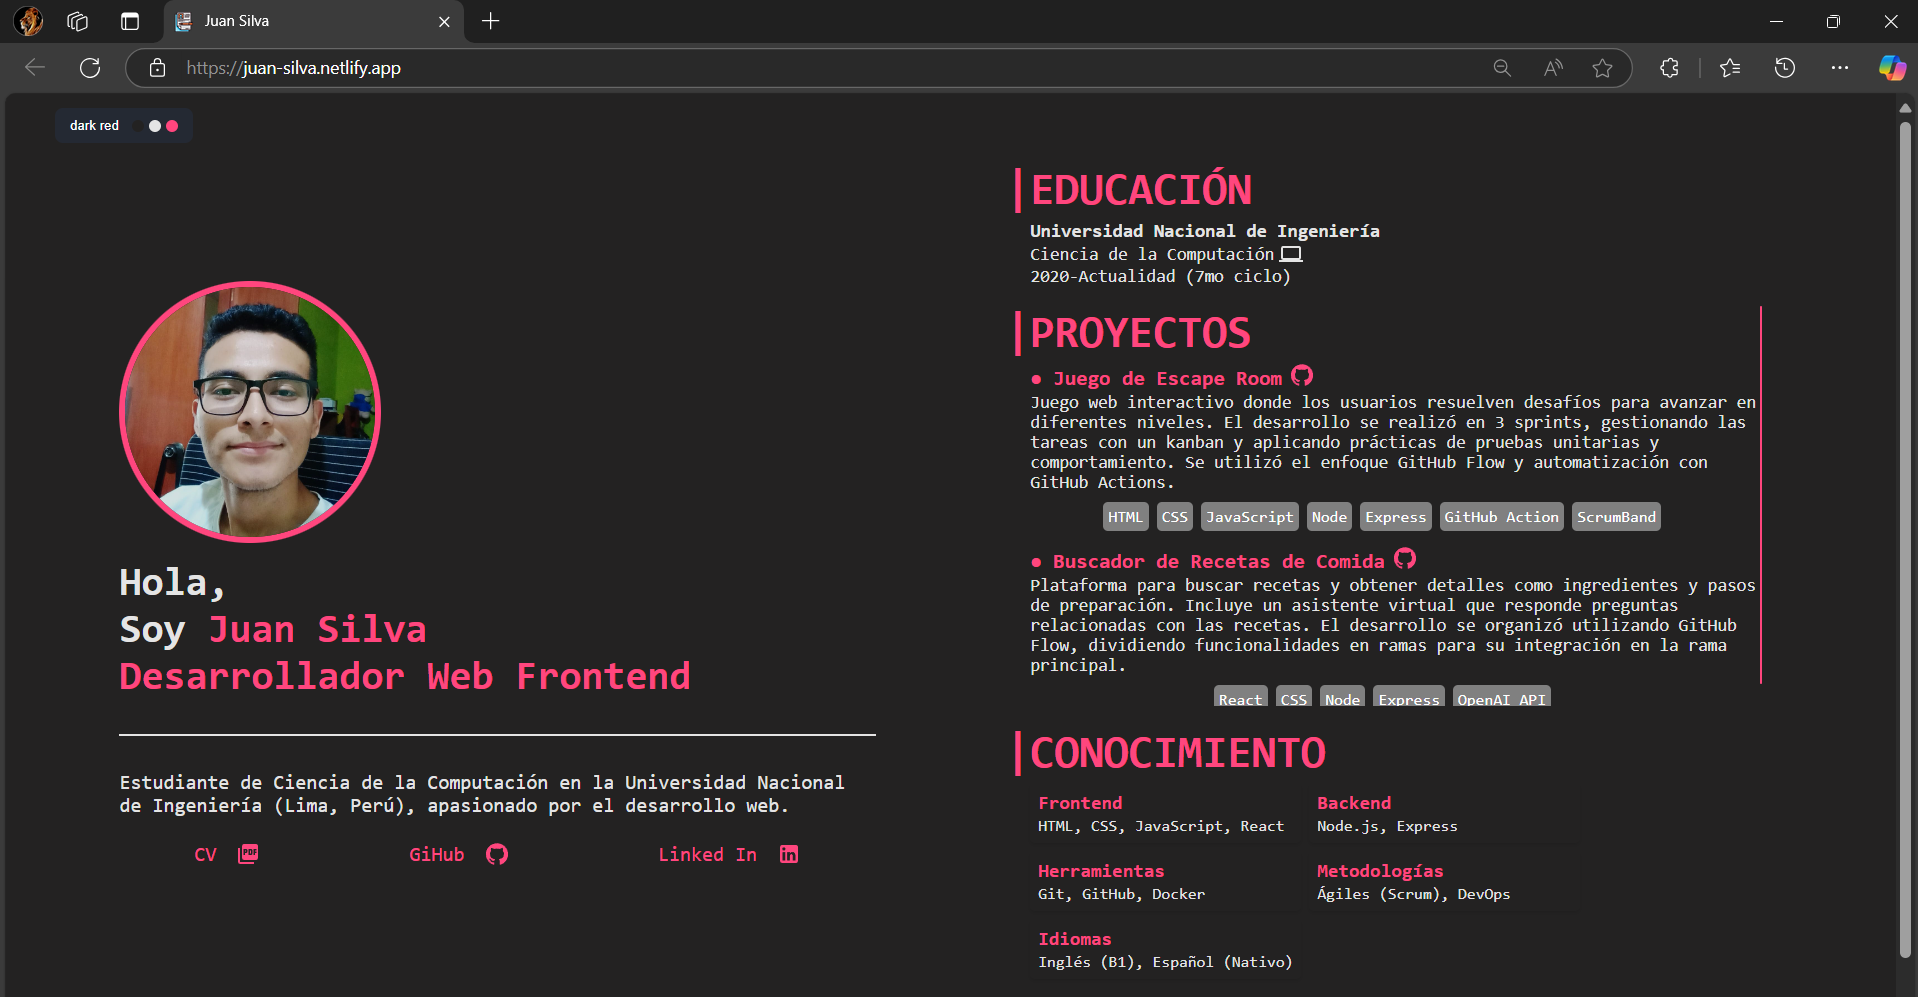 Juan Silva
https://juan-silva.netlify.app
dark red
Hola,
Soy Juan Silva
Desarrollador Web Frontend
Estudiante de Ciencia de la Computación en la Universidad Nacional
de Ingeniería (Lima, Perú), apasionado por el desarrollo web.
CV PDF
GiHub
Linked In in
EDUCACIÓN
Universidad Nacional de Ingeniería
Ciencia de la Computación
2020-Actualidad (7mo ciclo)
PROYECTOS
• Juego de Escape Room
Juego web interactivo donde los usuarios resuelven desafíos para avanzar en
diferentes niveles. El desarrollo se realizó en 3 sprints, gestionando las
tareas con un kanban y aplicando prácticas de pruebas unitarias y
comportamiento. Se utilizó el enfoque GitHub Flow y automatización con
GitHub Actions.
HTML CSS JavaScript Node Express GitHub Action ScrumBand
• Buscador de Recetas de Comida
Plataforma para buscar recetas y obtener detalles como ingredientes y pasos
de preparación. Incluye un asistente virtual que responde preguntas
relacionadas con las recetas. El desarrollo se organizó utilizando GitHub
Flow, dividiendo funcionalidades en ramas para su integración en la rama
principal.
React CSS Node Express OpenAI API
CONOCIMIENTO
Frontend
HTML, CSS, JavaScript, React
Backend
Node.js, Express
Herramientas
Git, GitHub, Docker
Metodologías
Ágiles (Scrum), DevOps
Idiomas
Inglés (B1), Español (Nativo)